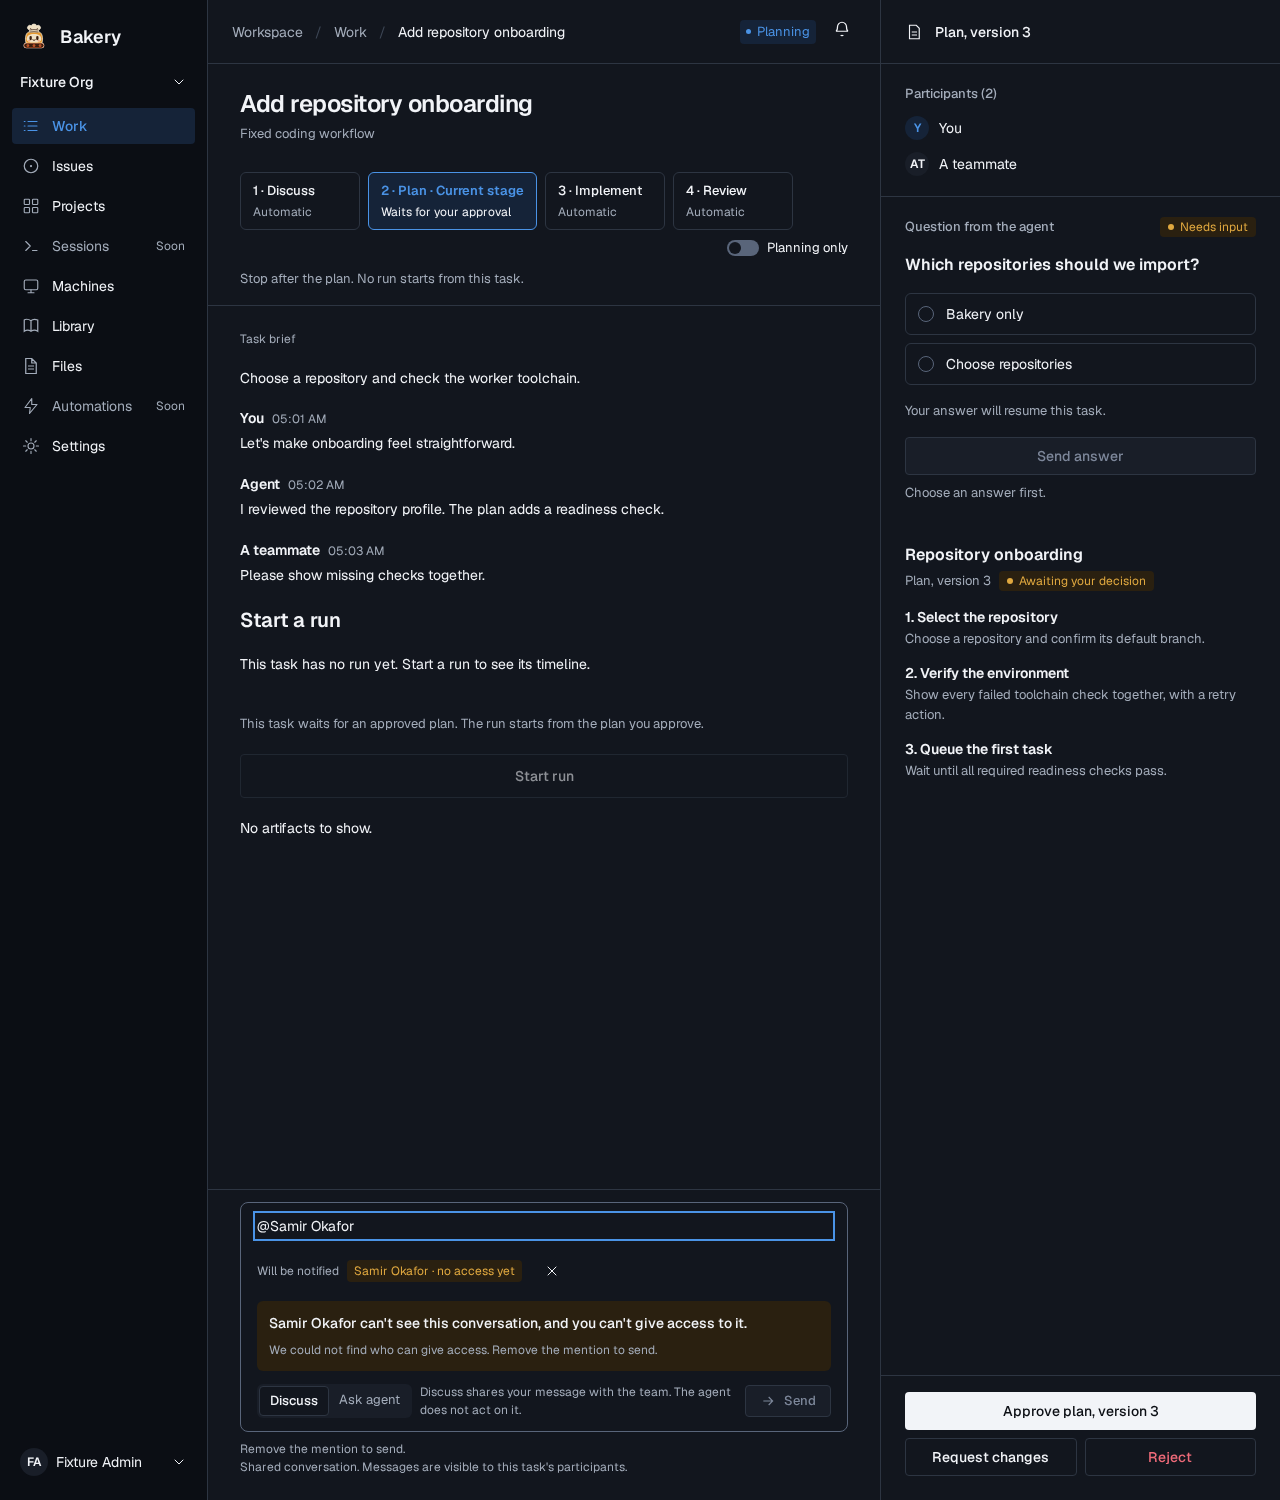 Bakery
Fixture Org
Work
Issues
Projects
Sessions Soon
Machines
Library
Files
Automations Soon
Settings
FA Fixture Admin
Workspace / Work / Add repository onboarding
Planning
Add repository onboarding
Fixed coding workflow
1 · Discuss
Automatic
2 · Plan · Current stage
Waits for your approval
3 · Implement
Automatic
4 · Review
Automatic
Planning only
Stop after the plan. No run starts from this task.
Task brief
Choose a repository and check the worker toolchain.
You 05:01 AM
Let's make onboarding feel straightforward.
Agent 05:02 AM
I reviewed the repository profile. The plan adds a readiness check.
A teammate 05:03 AM
Please show missing checks together.
Start a run
This task has no run yet. Start a run to see its timeline.
This task waits for an approved plan. The run starts from the plan you approve.
Start run
No artifacts to show.
@Samir Okafor
Will be notified Samir Okafor · no access yet
Samir Okafor can't see this conversation, and you can't give access to it.
We could not find who can give access. Remove the mention to send.
Discuss Ask agent
Discuss shares your message with the team. The agent
does not act on it.
Send
Remove the mention to send.
Shared conversation. Messages are visible to this task's participants.
Plan, version 3
Participants (2)
Y You
AT A teammate
Question from the agent Needs input
Which repositories should we import?
Bakery only
Choose repositories
Your answer will resume this task.
Send answer
Choose an answer first.
Repository onboarding
Plan, version 3 Awaiting your decision
1. Select the repository
Choose a repository and confirm its default branch.
2. Verify the environment
Show every failed toolchain check together, with a retry
action.
3. Queue the first task
Wait until all required readiness checks pass.
Approve plan, version 3
Request changes
Reject